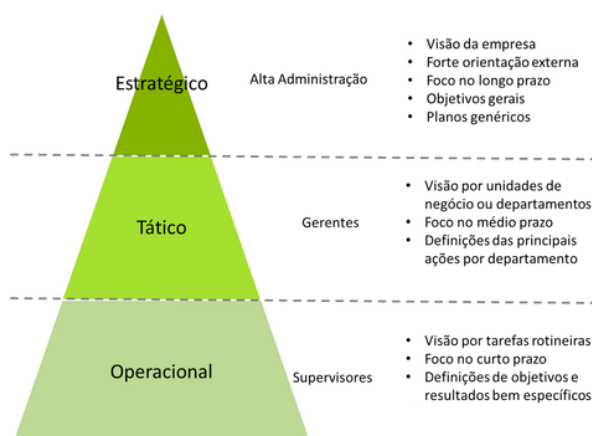 Estratégico
Alta Administração
• Visão da empresa
• Forte orientação externa
• Foco no longo prazo
• Objetivos gerais
• Planos genéricos
Tático
Gerentes
• Visão por unidades de
negócio ou departamentos
• Foco no médio prazo
• Definições das principais
ações por departamento
Operacional
Supervisores
• Visão por tarefas rotineiras
• Foco no curto prazo
• Definições de objetivos e
resultados bem específicos